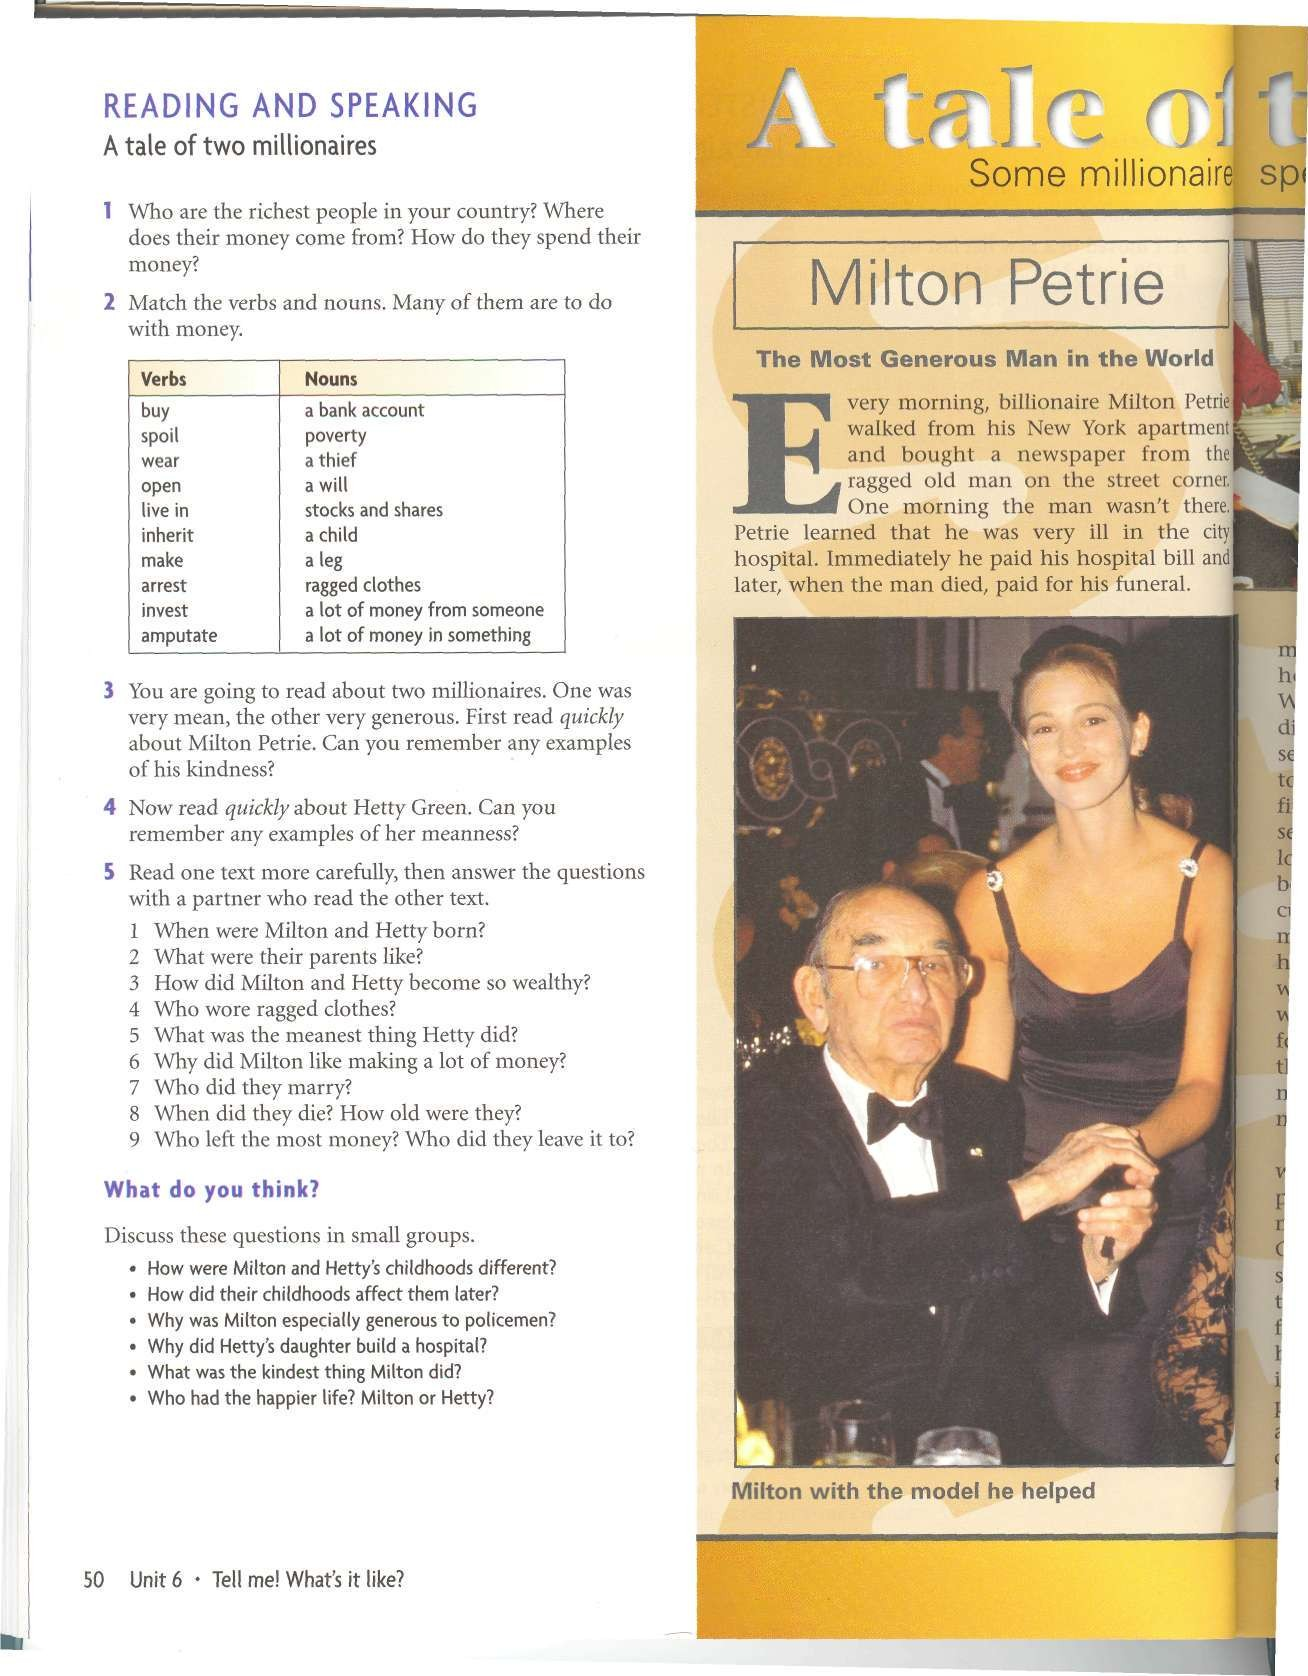 READING AND SPEAKING
A tale of two millionaires
1 Who are the richest people in your country? Where
does their money come from? How do they spend their
money?
2 Match the verbs and nouns. Many of them are to do
with money.
Verbs Nouns
buy a bank account
spoil poverty
wear a thief
open a will
live in stocks and shares
inherit a child
make a leg
arrest ragged clothes
invest a lot of money from someone
amputate a lot of money in something
3 You are going to read about two millionaires. One was
very mean, the other very generous. First read quickly
about Milton Petrie. Can you remember any examples
of his kindness?
4 Now read quickly about Hetty Green. Can you
remember any examples of her meanness?
5 Read one text more carefully, then answer the questions
with a partner who read the other text.
1 When were Milton and Hetty born?
2 What were their parents like?
3 How did Milton and Hetty become so wealthy?
4 Who wore ragged clothes?
5 What was the meanest thing Hetty did?
6 Why did Milton like making a lot of money?
7 Who did they marry?
8 When did they die? How old were they?
9 Who left the most money? Who did they leave it to?
What do you think?
Discuss these questions in small groups.
• How were Milton and Hetty's childhoods different?
• How did their childhoods affect them later?
• Why was Milton especially generous to policemen?
• Why did Hetty's daughter build a hospital?
• What was the kindest thing Milton did?
• Who had the happier life? Milton or Hetty?
50 Unit 6 • Tell me! What's it like?
A tale of t
Some millionaire sp
Milton Petrie
The Most Generous Man in the World
Every morning, billionaire Milton Petrie
walked from his New York apartment
and bought a newspaper from the
ragged old man on the street corner.
One morning the man wasn't there.
Petrie learned that he was very ill in the city
hospital. Immediately he paid his hospital bill and
later, when the man died, paid for his funeral.
Milton with the model he helped